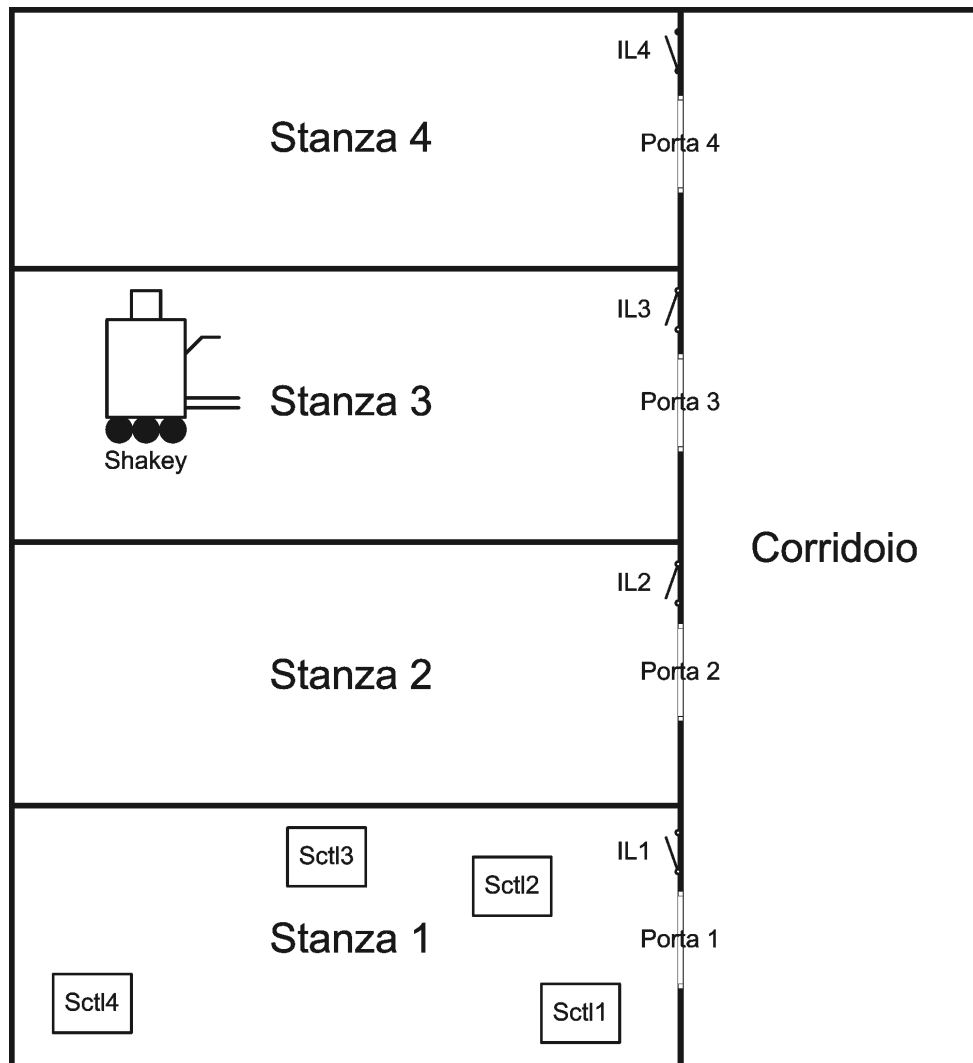 IL4
Stanza 4
Porta 4
IL3
Stanza 3
Porta 3
Shakey
Corridoio
IL2
Stanza 2
Porta 2
Sctl3
IL1
Sctl2
Stanza 1
Porta 1
Sctl4
Sctl1